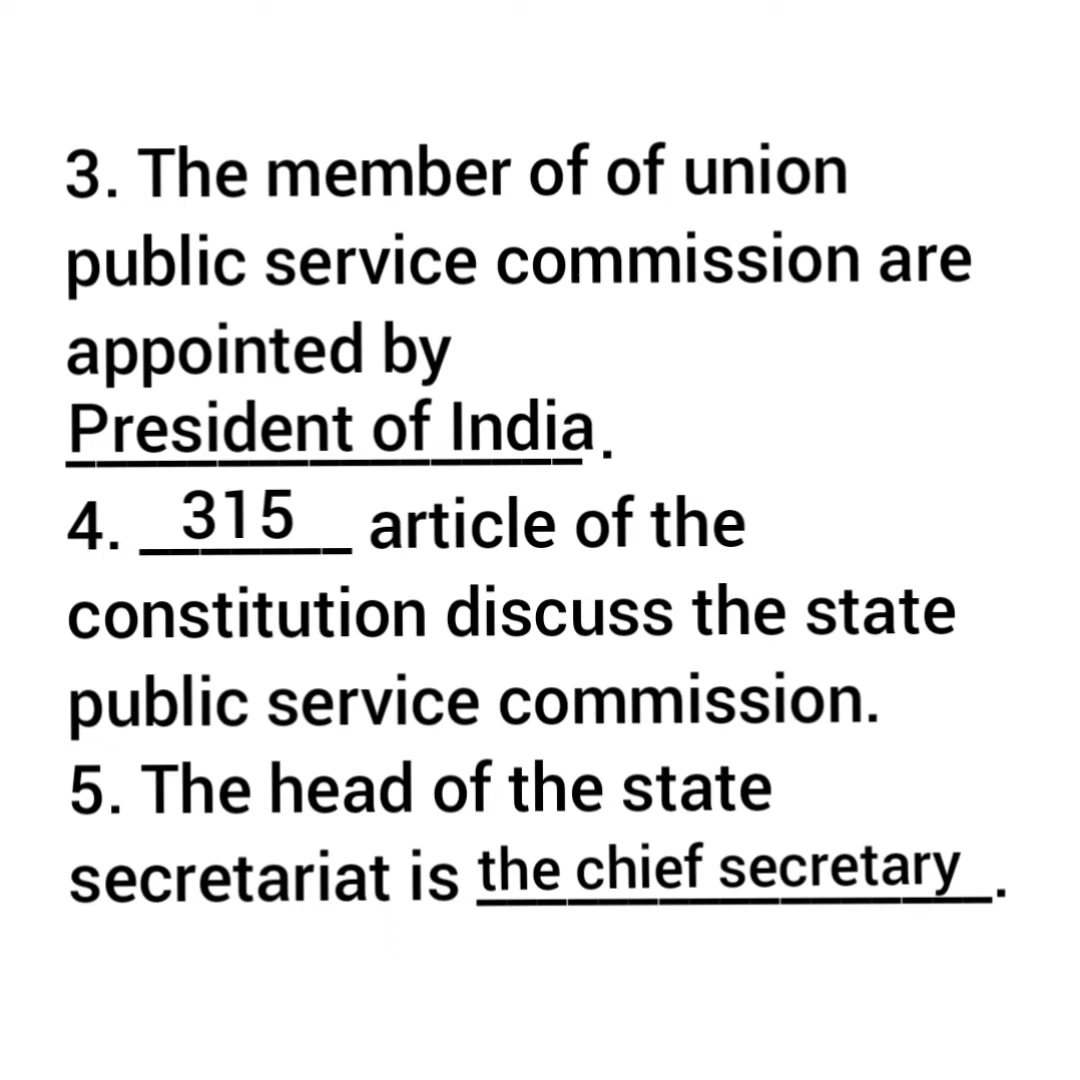 3. The member of of union
public service commission are
appointed by
President of India.
4. 315 article of the
constitution discuss the state
public service commission.
5. The head of the state
secretariat is the chief secretary.